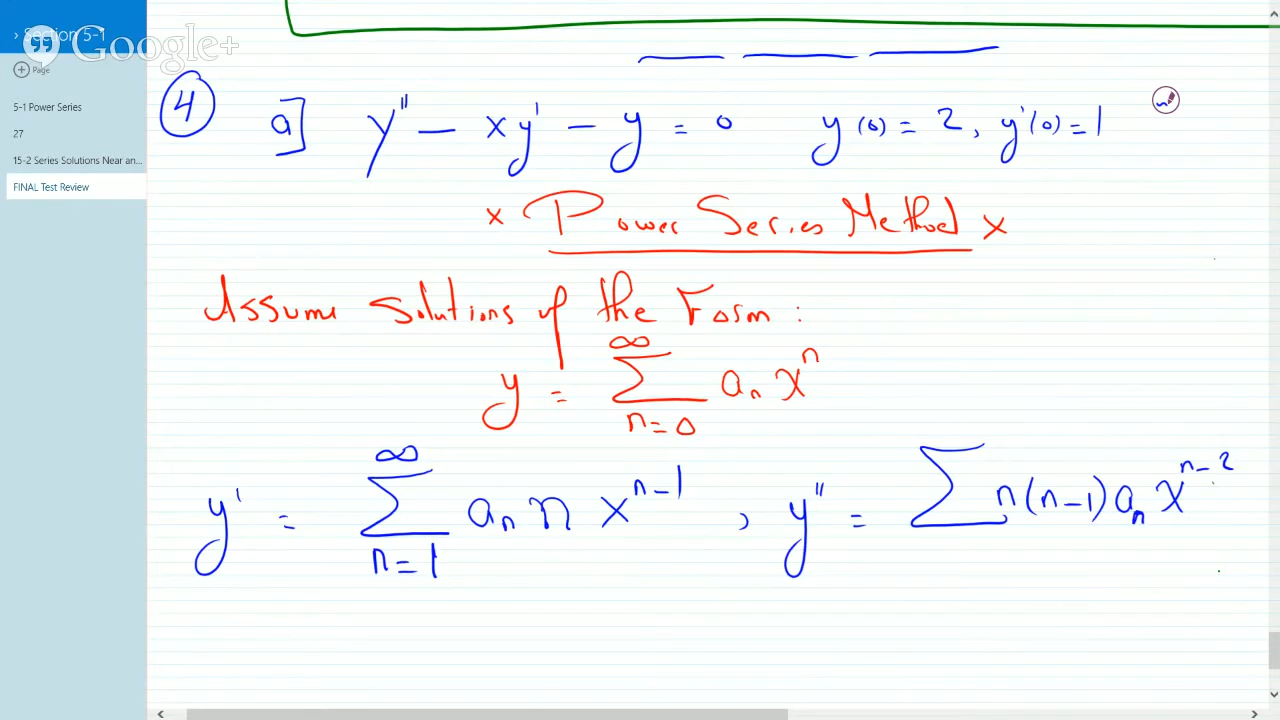 › Section 5-1
Google+
Page
5-1 Power Series
27
15-2 Series Solutions Near an...
FINAL Test Review
4 a] y'' - xy' - y = 0 y(0) = 2, y'(0) = 1
x Power Series Method x
Assume Solutions of the Form :
y = ∑_{n=0}^{∞} a_n x^n
y' = ∑_{n=1}^{∞} a_n n x^{n-1} , y'' = ∑ n(n-1) a_n x^{n-2}